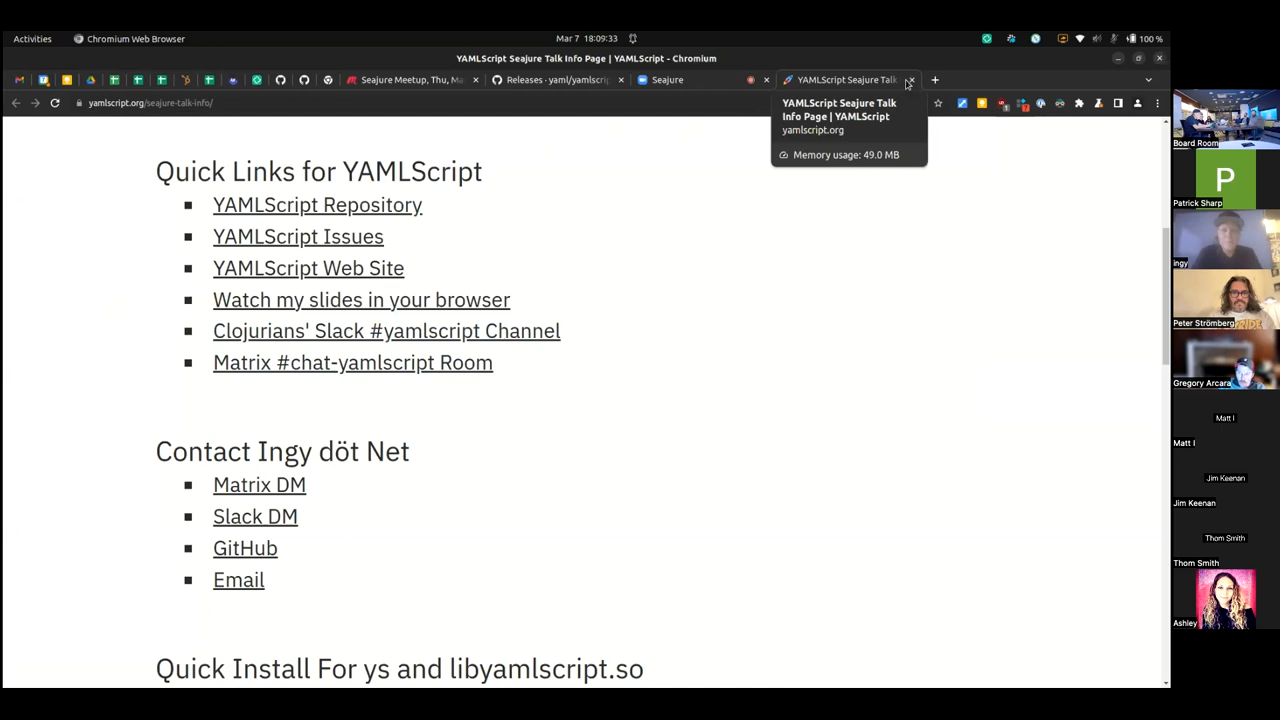 Activities
Chromium Web Browser
Mar 7 18:09:33
100 %
YAMLScript Seajure Talk Info Page | YAMLScript - Chromium
Seajure Meetup, Thu, Ma
Releases · yaml/yamlscrip
Seajure
YAMLScript Seajure Talk
yamlscript.org/seajure-talk-info/
YAMLScript Seajure Talk
Info Page | YAMLScript
yamlscript.org
Memory usage: 49.0 MB
Quick Links for YAMLScript
YAMLScript Repository
YAMLScript Issues
YAMLScript Web Site
Watch my slides in your browser
Clojurians' Slack #yamlscript Channel
Matrix #chat-yamlscript Room
Contact Ingy döt Net
Matrix DM
Slack DM
GitHub
Email
Quick Install For ys and libyamlscript.so
Board Room
P
Patrick Sharp
ingy
Peter Strömberg
Gregory Arcara
Matt I
Matt I
Jim Keenan
Jim Keenan
Thom Smith
Thom Smith
Ashley